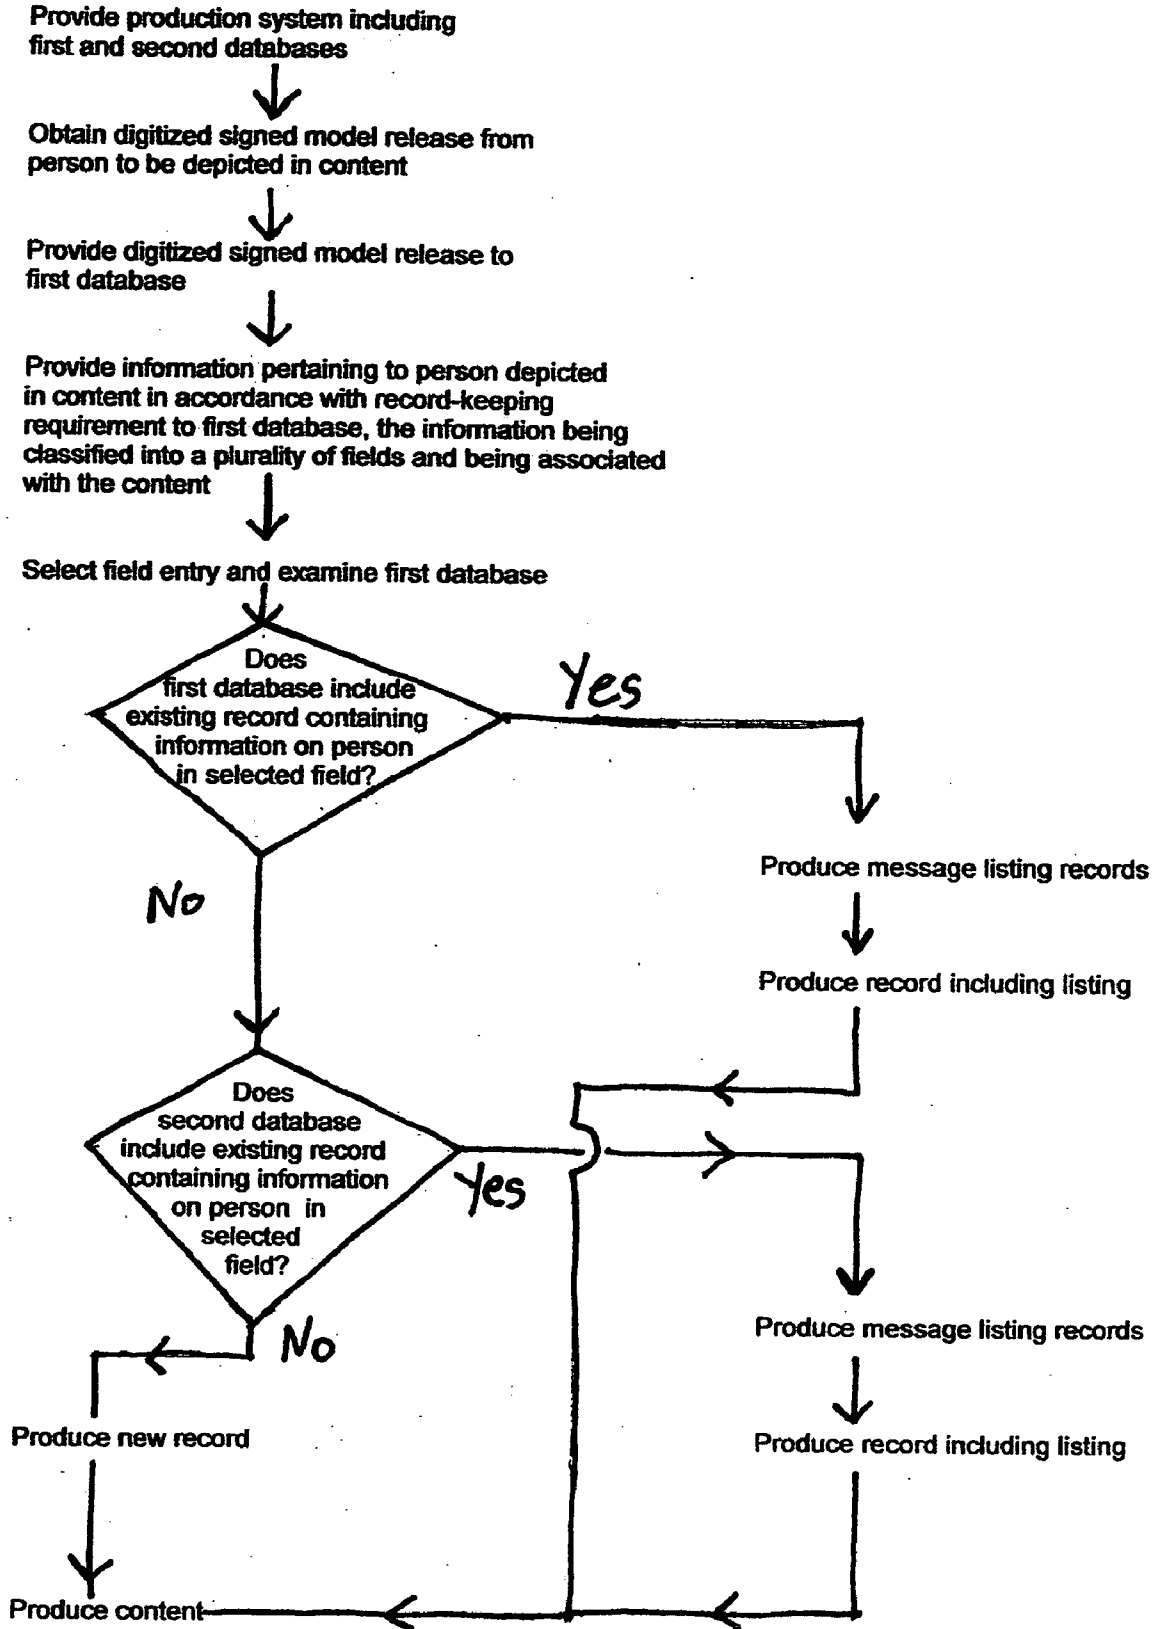 Provide production system including
first and second databases
Obtain digitized signed model release from
person to be depicted in content
Provide digitized signed model release to
first database
Provide information pertaining to person depicted
in content in accordance with record-keeping
requirement to first database, the information being
classified into a plurality of fields and being associated
with the content
Select field entry and examine first database
Does
first database include
existing record containing
information on person
in selected field?
Yes
No
Produce message listing records
Produce record including listing
Does
second database
include existing record
containing information
on person in
selected
field?
Yes
No
Produce message listing records
Produce new record
Produce record including listing
Produce content